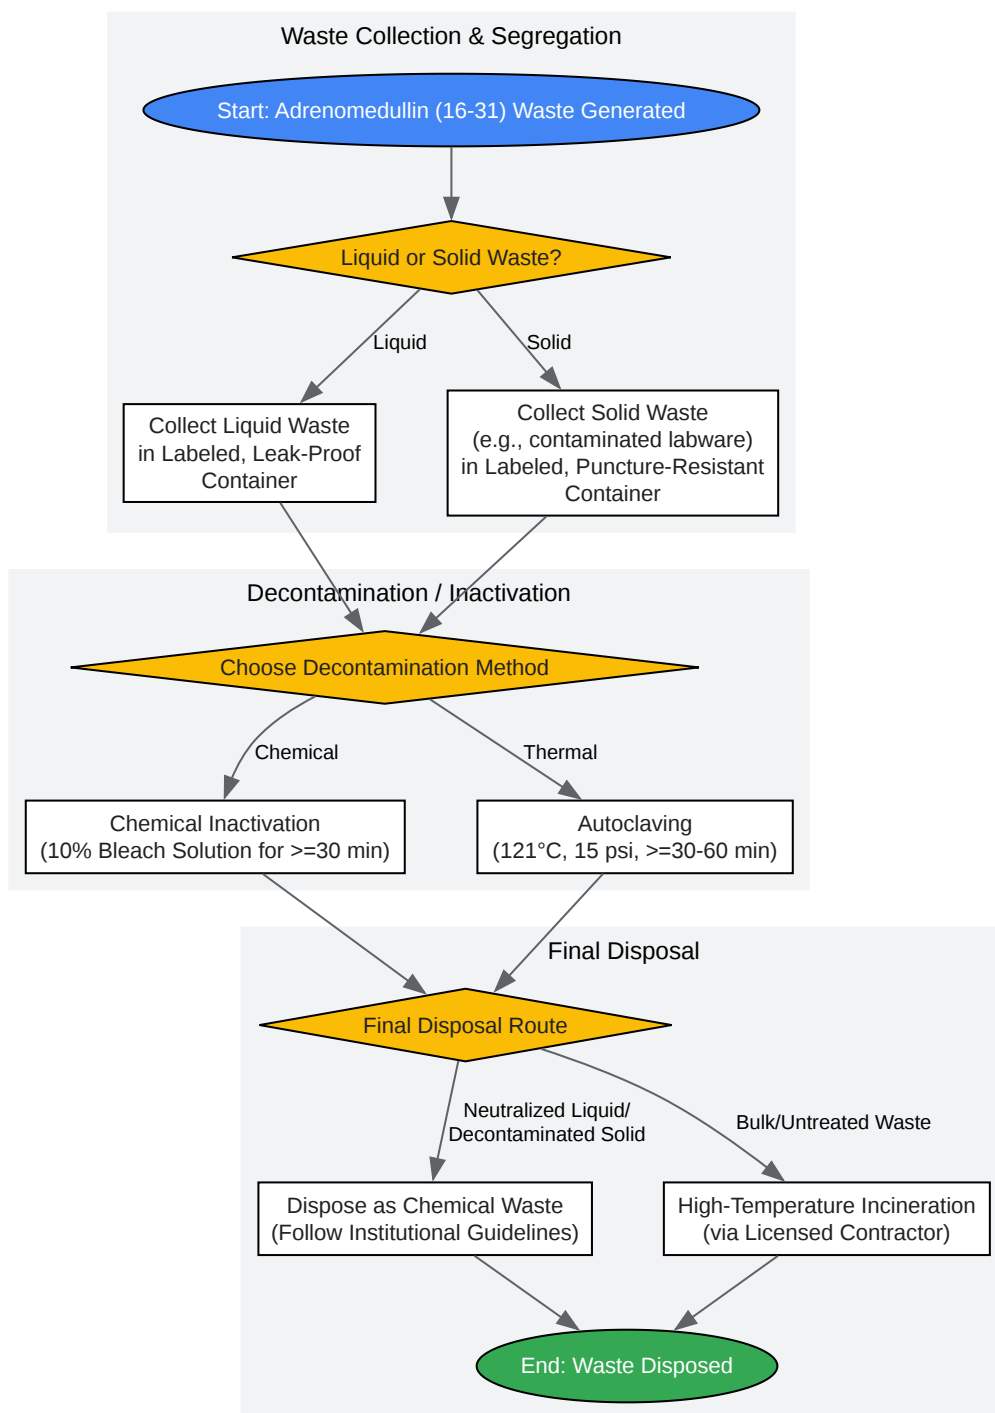 Waste Collection & Segregation
Start: Adrenomedullin (16-31) Waste Generated
Liquid or Solid Waste?
Liquid
Solid
Collect Liquid Waste
in Labeled, Leak-Proof
Container
Collect Solid Waste
(e.g., contaminated labware)
in Labeled, Puncture-Resistant
Container
Decontamination / Inactivation
Choose Decontamination Method
Chemical
Thermal
Chemical Inactivation
(10% Bleach Solution for >=30 min)
Autoclaving
(121°C, 15 psi, >=30-60 min)
Final Disposal
Final Disposal Route
Neutralized Liquid/
Decontaminated Solid
Bulk/Untreated Waste
Dispose as Chemical Waste
(Follow Institutional Guidelines)
High-Temperature Incineration
(via Licensed Contractor)
End: Waste Disposed